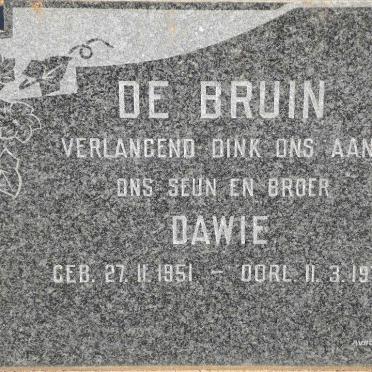 DE BRUIN
VERLANGEND DINK ONS AAN
ONS SEUN EN BROER
DAWIE
GEB. 27. 11. 1951. - OORL. 11. 3. 19